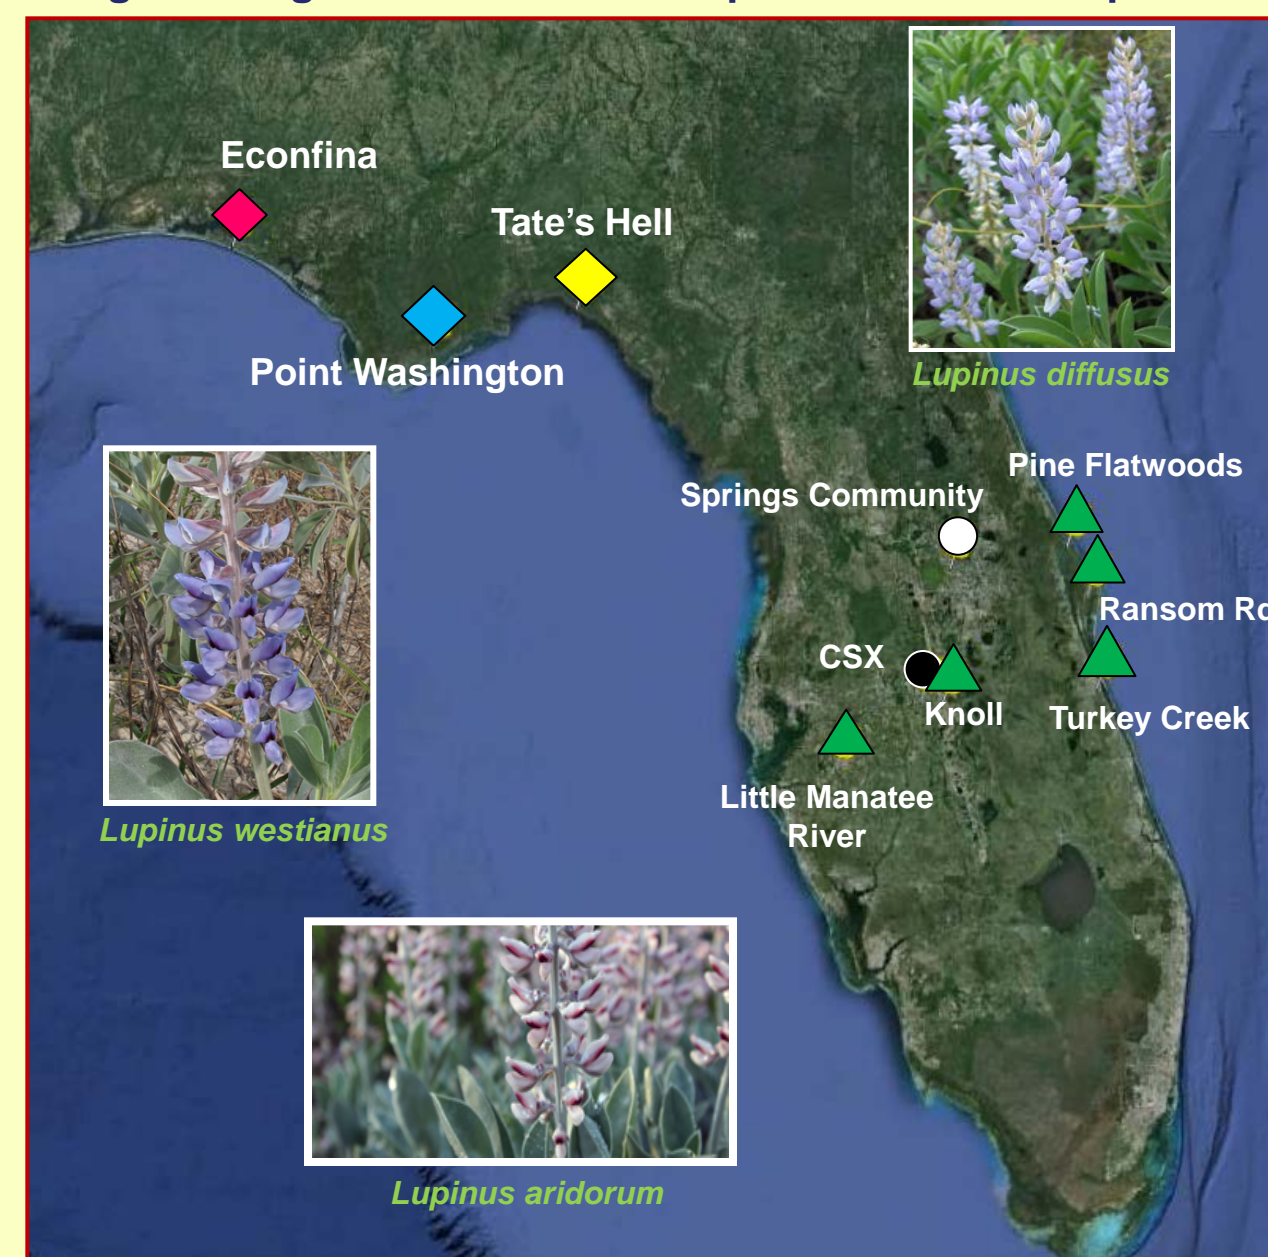 Econfina
Tate’s Hell
Point Washington
Lupinus diffusus
Pine Flatwoods
Springs Community
Ransom
CSX
Knoll
Turkey Creek
Little Manatee
River
Lupinus westianus
Lupinus aridorum